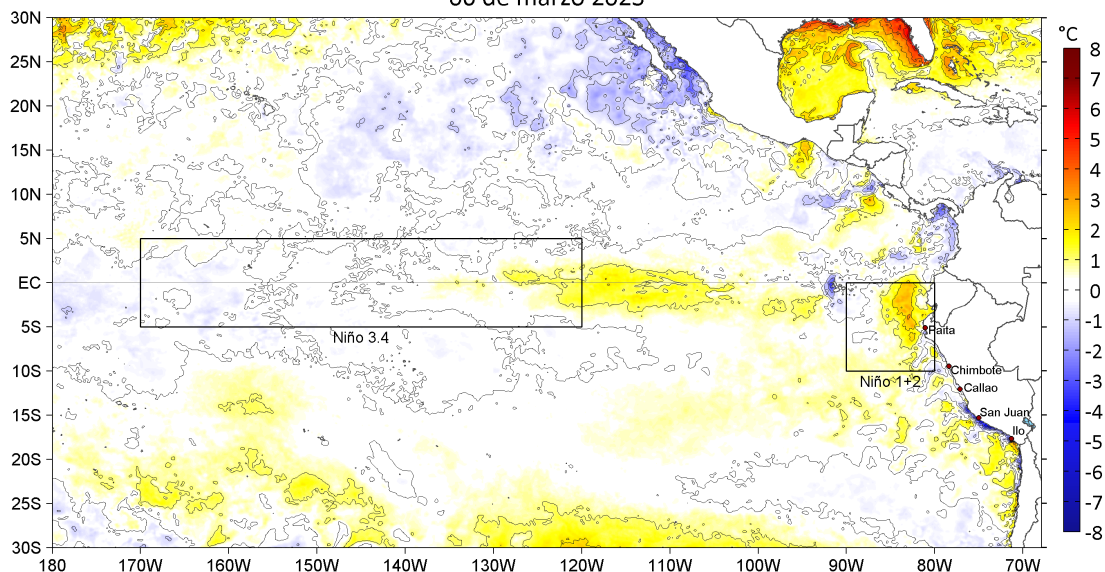 de marzo
30N
25N
20N
15N
10N
5N
EC
5S
10S
15S
20S
25S
30S
180
170W
160W
150W
140W
130W
120W
110W
100W
90W
80W
70W
Niño 3.4
Niño 1+2
Paita
Chimbote
Callao
San Juan
Ilo
°C
8
7
6
5
4
3
2
1
0
-1
-2
-3
-4
-5
-6
-7
-8